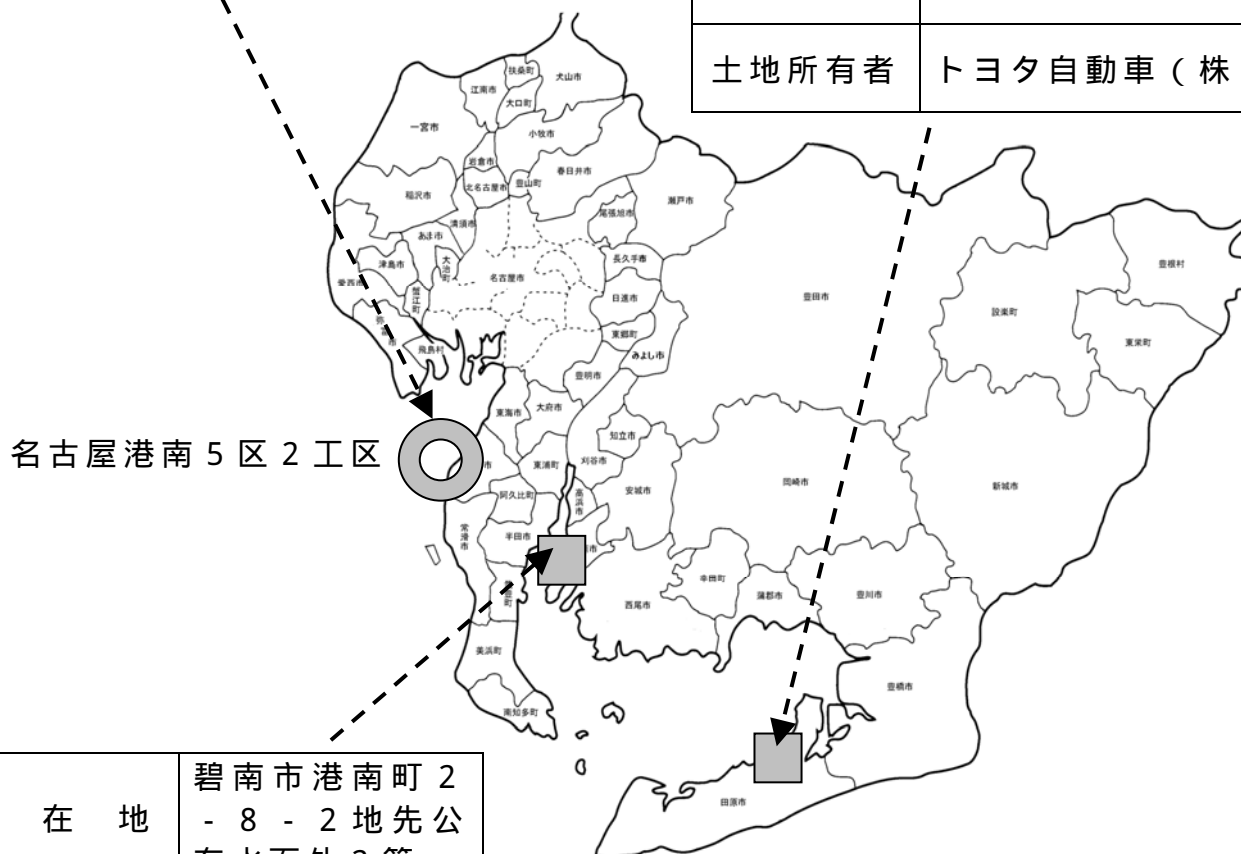 土地所有者 トヨタ自動車（株
扶桑町
犬山市
江南市
大口町
一宮市
小牧市
岩倉市
春日井市
北名古屋市
豊山町
稲沢市
瀬戸市
尾張旭市
清須市
あま市
長久手市
津島市
大治町
名古屋市
愛西市
蟹江町
日進市
豊田市
豊根村
設楽町
弥富市
東郷町
飛島村
みよし市
東栄町
豊明市
東海市
大府市
知立市
名古屋港南５区２工区
市
東浦町
刈谷市
岡崎市
新城市
阿久比町
高浜市
安城市
常滑市
半田市
市
幸田町
蒲郡市
豊川市
西尾市
町
美浜町
豊橋市
南知多町
田原市
在　地
碧南市港南町２
-８-２地先公